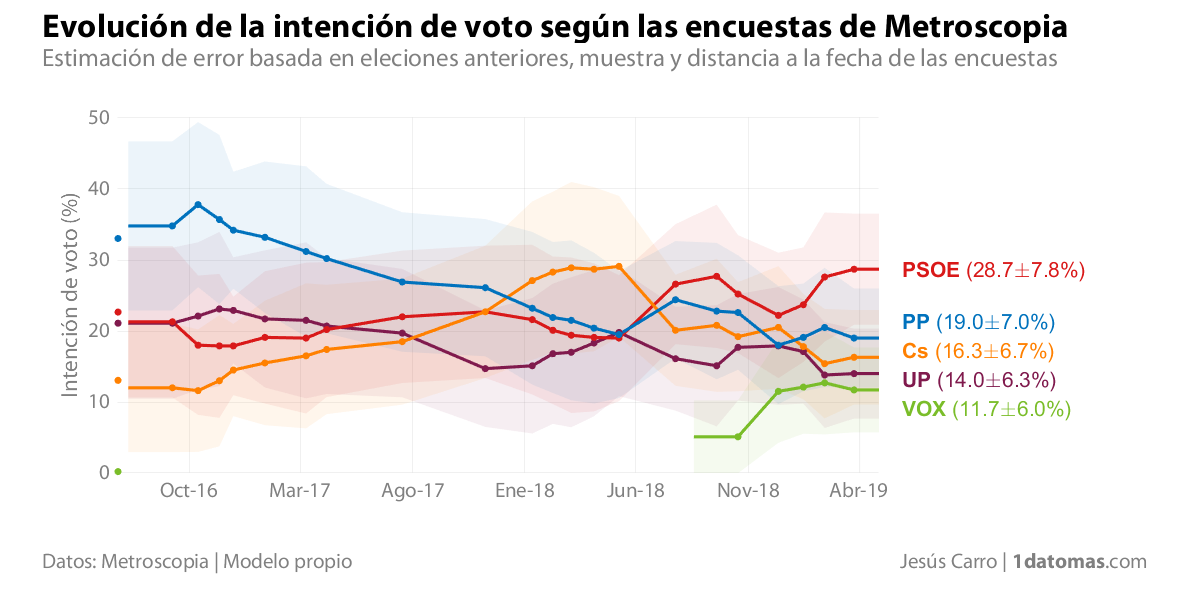 Evolución de la intención de voto según las encuestas de Metroscopia
Estimación de error basada en eleciones anteriores, muestra y distancia a la fecha de las encuestas
Intención de voto (%)
50
40
30
20
10
0
Oct-16 Mar-17 Ago-17 Ene-18 Jun-18 Nov-18 Abr-19
PSOE (28.7±7.8%)
PP (19.0±7.0%)
Cs (16.3±6.7%)
UP (14.0±6.3%)
VOX (11.7±6.0%)
Datos: Metroscopia | Modelo propio
Jesús Carro | 1datomas.com